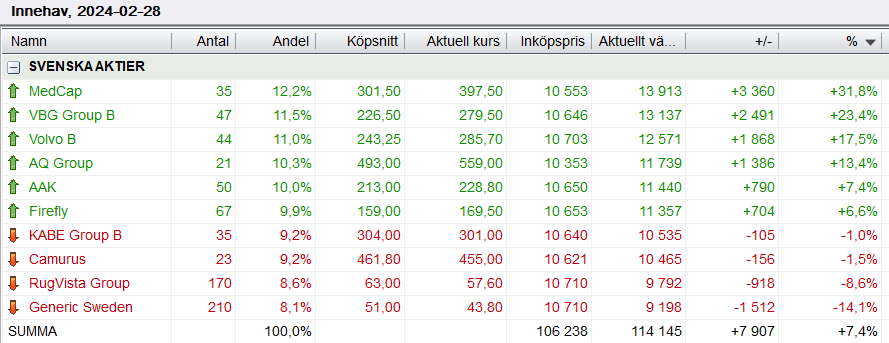 Innehav, 2024-02-28
Namn Antal Andel Köpsnitt Aktuell kurs Inköpspris Aktuellt vä... +/- %
SVENSKA AKTIER
MedCap 35 12,2% 301,50 397,50 10 553 13 913 +3 360 +31,8%
VBG Group B 47 11,5% 226,50 279,50 10 646 13 137 +2 491 +23,4%
Volvo B 44 11,0% 243,25 285,70 10 703 12 571 +1 868 +17,5%
AQ Group 21 10,3% 493,00 559,00 10 353 11 739 +1 386 +13,4%
AAK 50 10,0% 213,00 228,80 10 650 11 440 +790 +7,4%
Firefly 67 9,9% 159,00 169,50 10 653 11 357 +704 +6,6%
KABE Group B 35 9,2% 304,00 301,00 10 640 10 535 -105 -1,0%
Camurus 23 9,2% 461,80 455,00 10 621 10 465 -156 -1,5%
RugVista Group 170 8,6% 63,00 57,60 10 710 9 792 -918 -8,6%
Generic Sweden 210 8,1% 51,00 43,80 10 710 9 198 -1 512 -14,1%
SUMMA 100,0% 106 238 114 145 +7 907 +7,4%